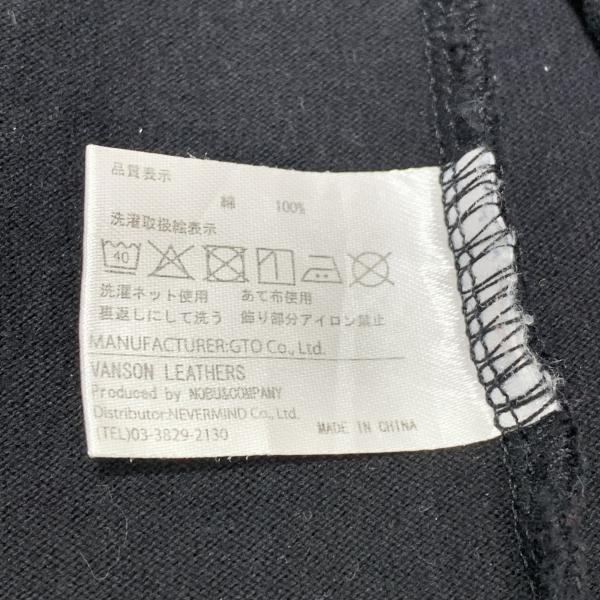 品質表示
綿 100%
洗濯取扱絵表示
40
洗濯ネット使用 あて布使用
裏返しにして洗う 飾り部分アイロン禁止
MANUFACTURER:GTO Co., Ltd.
VANSON LEATHERS
Produced by NOBU&COMPANY
Distributor:NEVERMIND Co., Ltd.
(TEL)03-3829-2130
MADE IN CHINA